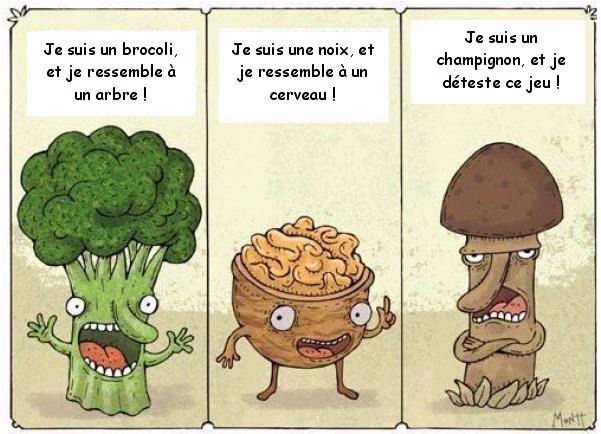 Je suis un brocoli,
et je ressemble à
un arbre !
Je suis une noix, et
je ressemble à un
cerveau !
Je suis un
champignon, et je
déteste ce jeu !
MONTT